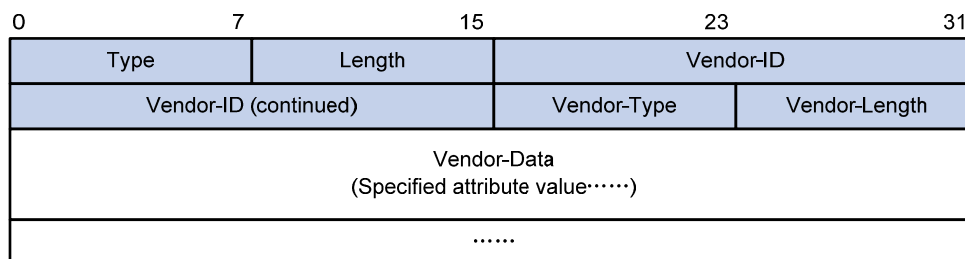 0 7 15 23 31
Type Length Vendor-ID
Vendor-ID (continued) Vendor-Type Vendor-Length
Vendor-Data
(Specified attribute value……)
……